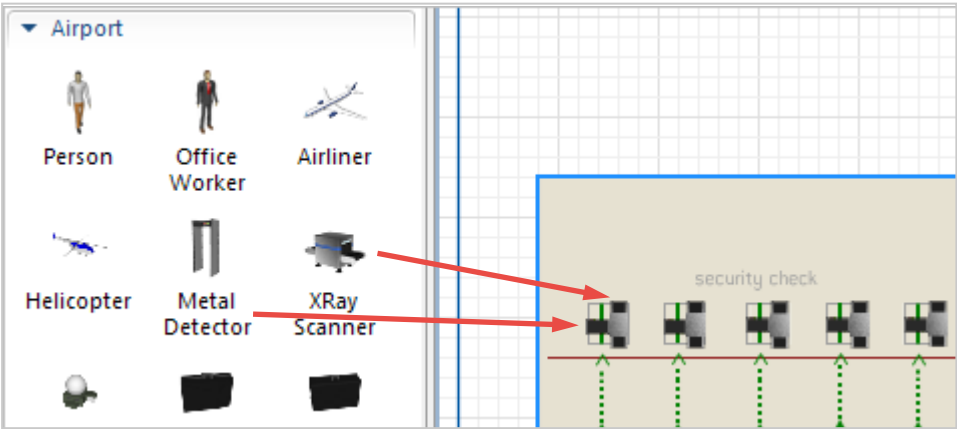 Airport
Person
Office
Worker
Airliner
Helicopter
Metal
Detector
XRay
Scanner
security check